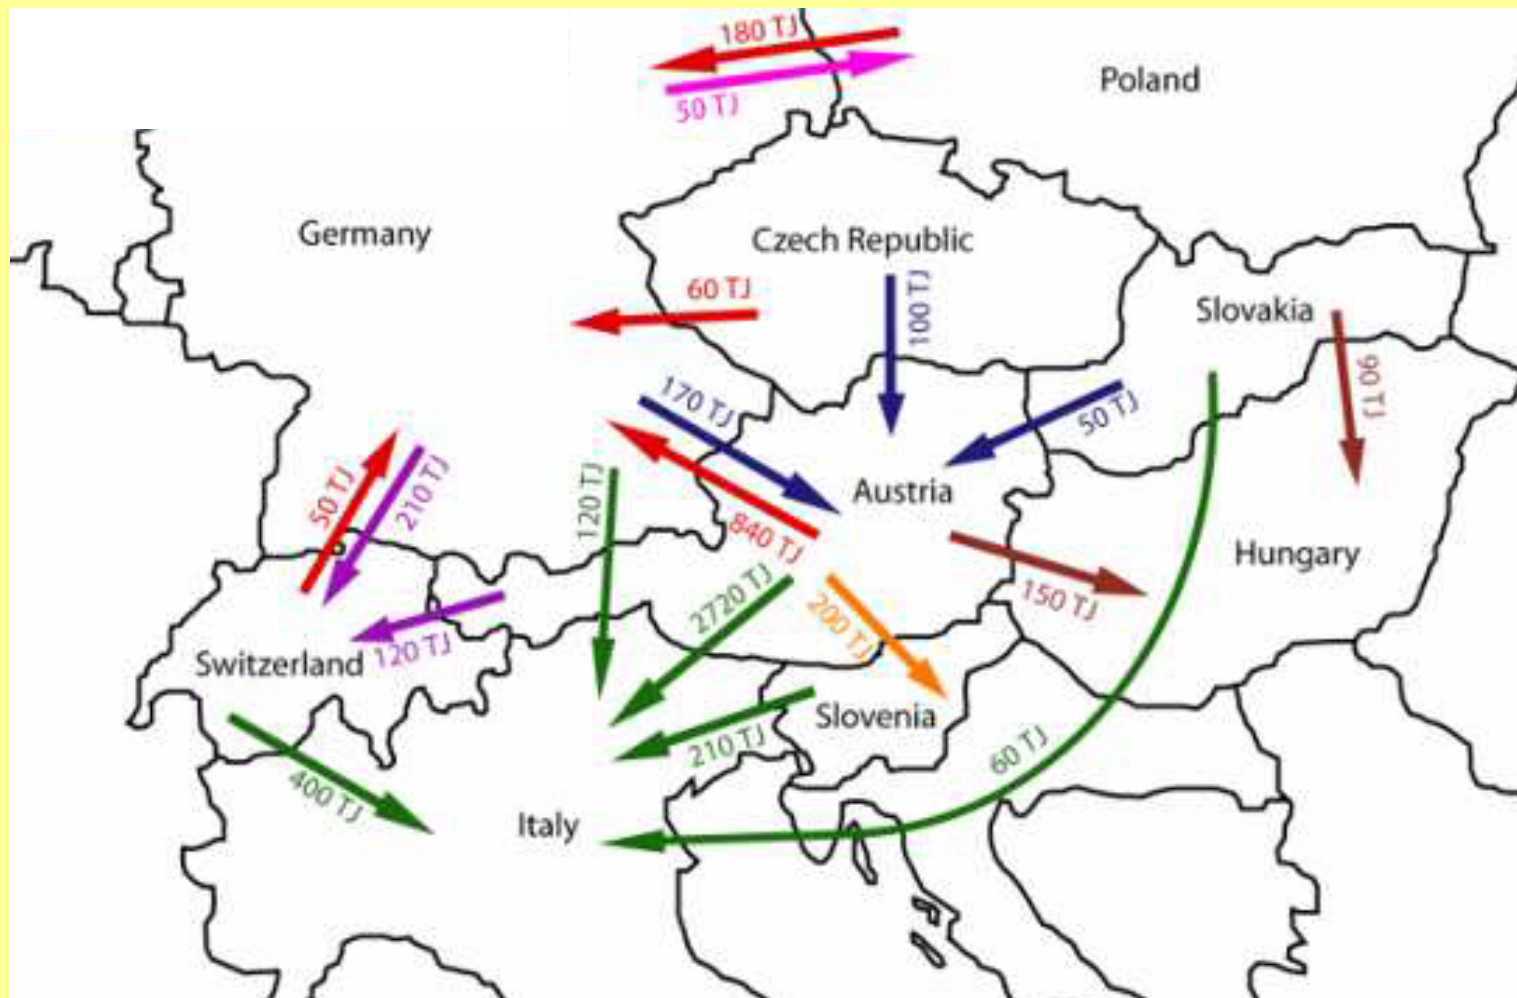 180 TJ
50 TJ
Poland
Germany
Czech Republic
60 TJ
100 TJ
Slovakia
90 TJ
170 TJ
50 TJ
50 TJ
210 TJ
120 TJ
840 TJ
Austria
Hungary
150 TJ
2720 TJ
200 TJ
Switzerland
120 TJ
Slovenia
210 TJ
60 TJ
400 TJ
Italy